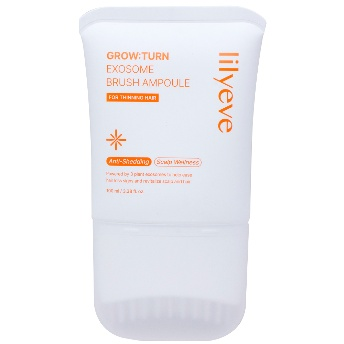 GROW:TURN
EXOSOME
BRUSH AMPOULE
FOR THINNING HAIR
lilyeve
Anti-Shedding
Scalp Wellness